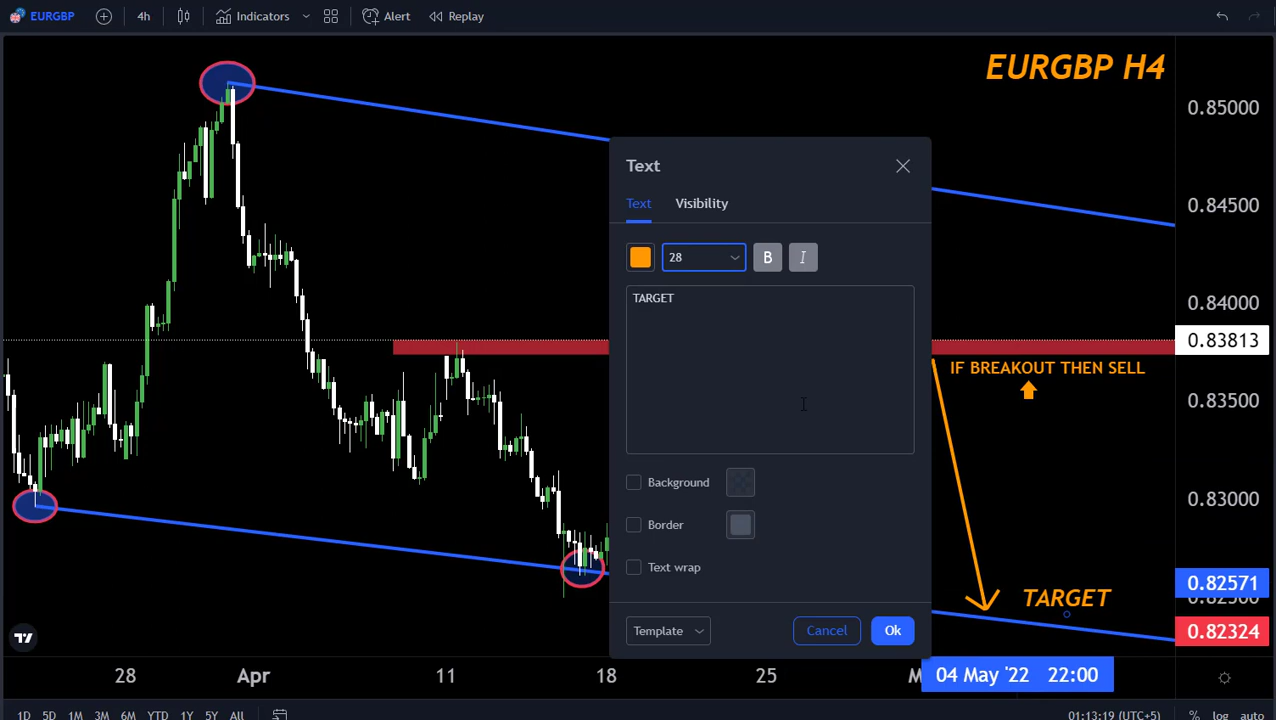 EURGBP
4h
Indicators
Alert
Replay
EURGBP H4
0.85000
0.84500
0.84000
0.83813
0.83500
0.83000
0.82571
0.82324
IF BREAKOUT THEN SELL
TARGET
Text
Text Visibility
28 B I
TARGET
Background
Border
Text wrap
Template Cancel Ok
28 Apr 11 18 25 04 May '22 22:00
1D 5D 1M 3M 6M YTD 1Y 5Y All 01:13:19 (UTC+5) % log auto